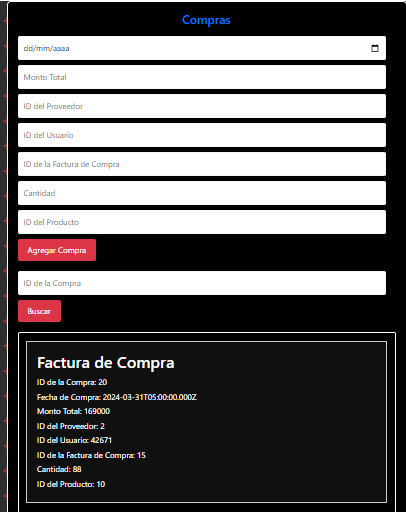 Compras
dd/mm/aaaa
Monto Total
ID del Proveedor
ID del Usuario
ID de la Factura de Compra
Cantidad
ID del Producto
Agregar Compra
ID de la Compra
Buscar
Factura de Compra
ID de la Compra: 20
Fecha de Compra: 2024-03-31T05:00:00.000Z
Monto Total: 169000
ID del Proveedor: 2
ID del Usuario: 42671
ID de la Factura de Compra: 15
Cantidad: 88
ID del Producto: 10